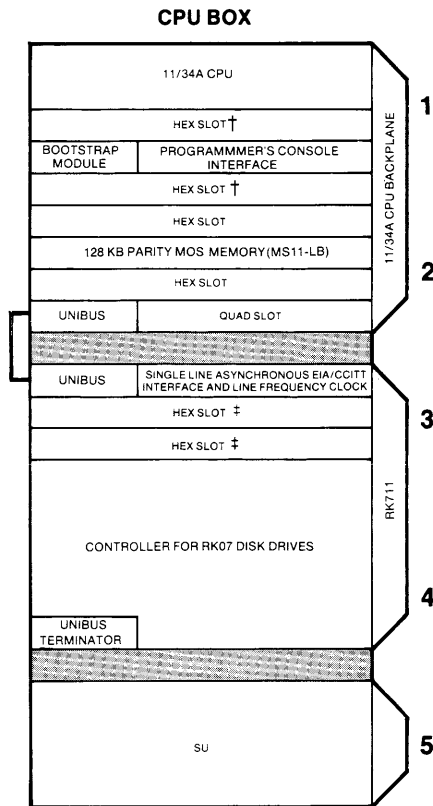 CPU BOX
11/34A CPU
1
HEX SLOT †
BOOTSTRAP
MODULE
PROGRAMMMER'S CONSOLE
INTERFACE
HEX SLOT †
11/34A CPU BACKPLANE
HEX SLOT
128 KB PARITY MOS MEMORY (MS11-LB)
2
HEX SLOT
UNIBUS
QUAD SLOT
UNIBUS
SINGLE LINE ASYNCHRONOUS EIA/CCITT
INTERFACE AND LINE FREQUENCY CLOCK
HEX SLOT ‡
3
HEX SLOT ‡
RK711
CONTROLLER FOR RK07 DISK DRIVES
4
UNIBUS
TERMINATOR
SU
5